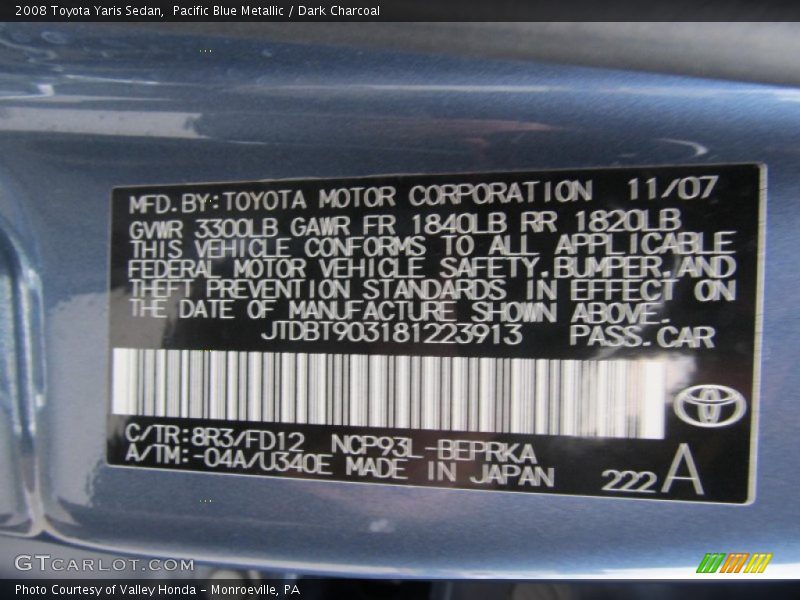 2008 Toyota Yaris Sedan,  Pacific Blue Metallic / Dark Charcoal
MFD.BY:TOYOTA MOTOR CORPORATION 11/07
GVWR 3300LB GAWR FR 1840LB RR 1820LB
THIS VEHICLE CONFORMS TO ALL APPLICABLE
FEDERAL MOTOR VEHICLE SAFETY,BUMPER,AND
THEFT PREVENTION STANDARDS IN EFFECT ON
THE DATE OF MANUFACTURE SHOWN ABOVE.
JTDBT903181223913 PASS.CAR
C/TR:8R3/FD12 NCP93L-BEPRKA
A/TM:-04A/U340E MADE IN JAPAN 222 A
GTCARLOT.COM
Photo Courtesy of Valley Honda - Monroeville, PA